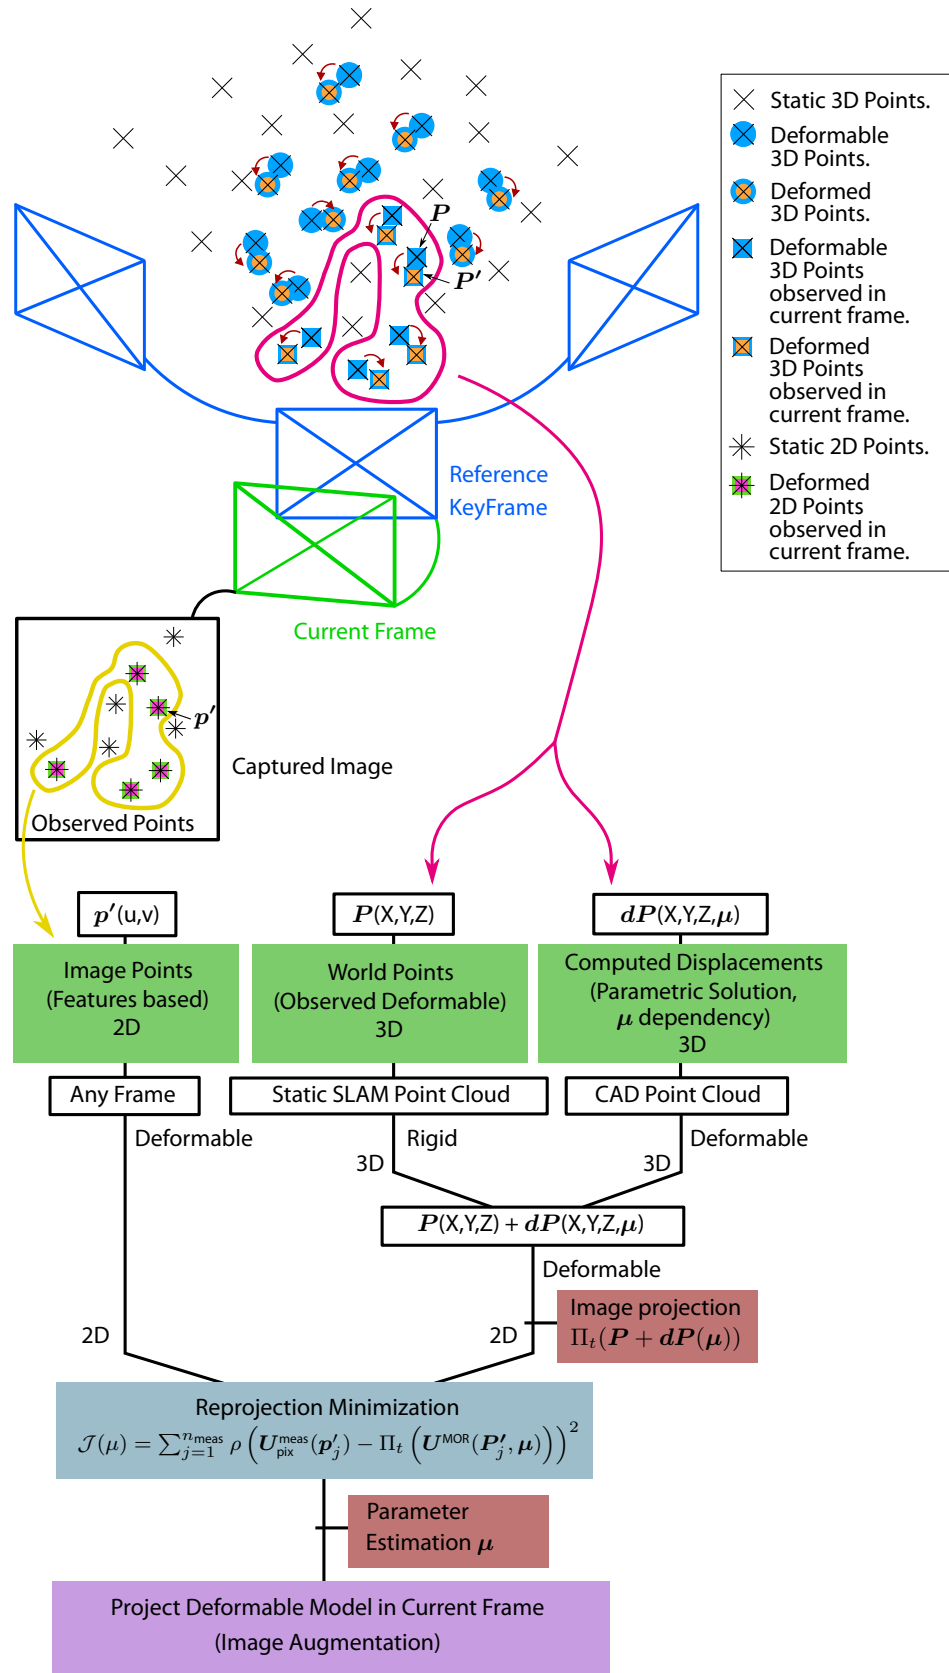 Static 3D Points.
Deformable
3D Points.
Deformed
3D Points.
Deformable
3D Points
observed in
current frame.
Deformed
3D Points
observed in
current frame.
Static 2D Points.
Deformed
2D Points
observed in
current frame.
P
P'
Reference
KeyFrame
Current Frame
p'
Captured Image
Observed Points
p'(u,v)
P(X,Y,Z)
dP(X,Y,Z,μ)
Image Points
(Features based)
2D
World Points
(Observed Deformable)
3D
Computed Displacements
(Parametric Solution,
μ dependency)
3D
Any Frame
Static SLAM Point Cloud
CAD Point Cloud
Deformable
Rigid
Deformable
3D
3D
P(X,Y,Z) + dP(X,Y,Z,μ)
Deformable
Image projection
Π_t(P + dP(μ))
2D
2D
Reprojection Minimization
𝒥(μ) = ∑_{j=1}^{n_meas} ρ (U_pix^meas(p'_j) − Π_t (U^MOR(P'_j, μ)))^2
Parameter
Estimation μ
Project Deformable Model in Current Frame
(Image Augmentation)